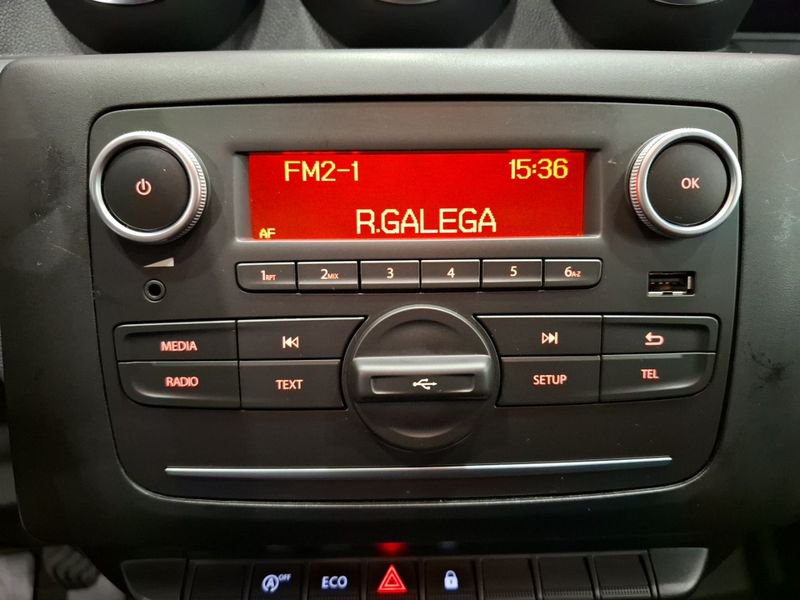 FM2-1 15:36
R.GALEGA
AF
OK
1RPT 2MIX 3 4 5 6A-Z
MEDIA
RADIO TEXT SETUP TEL
OFF
ECO